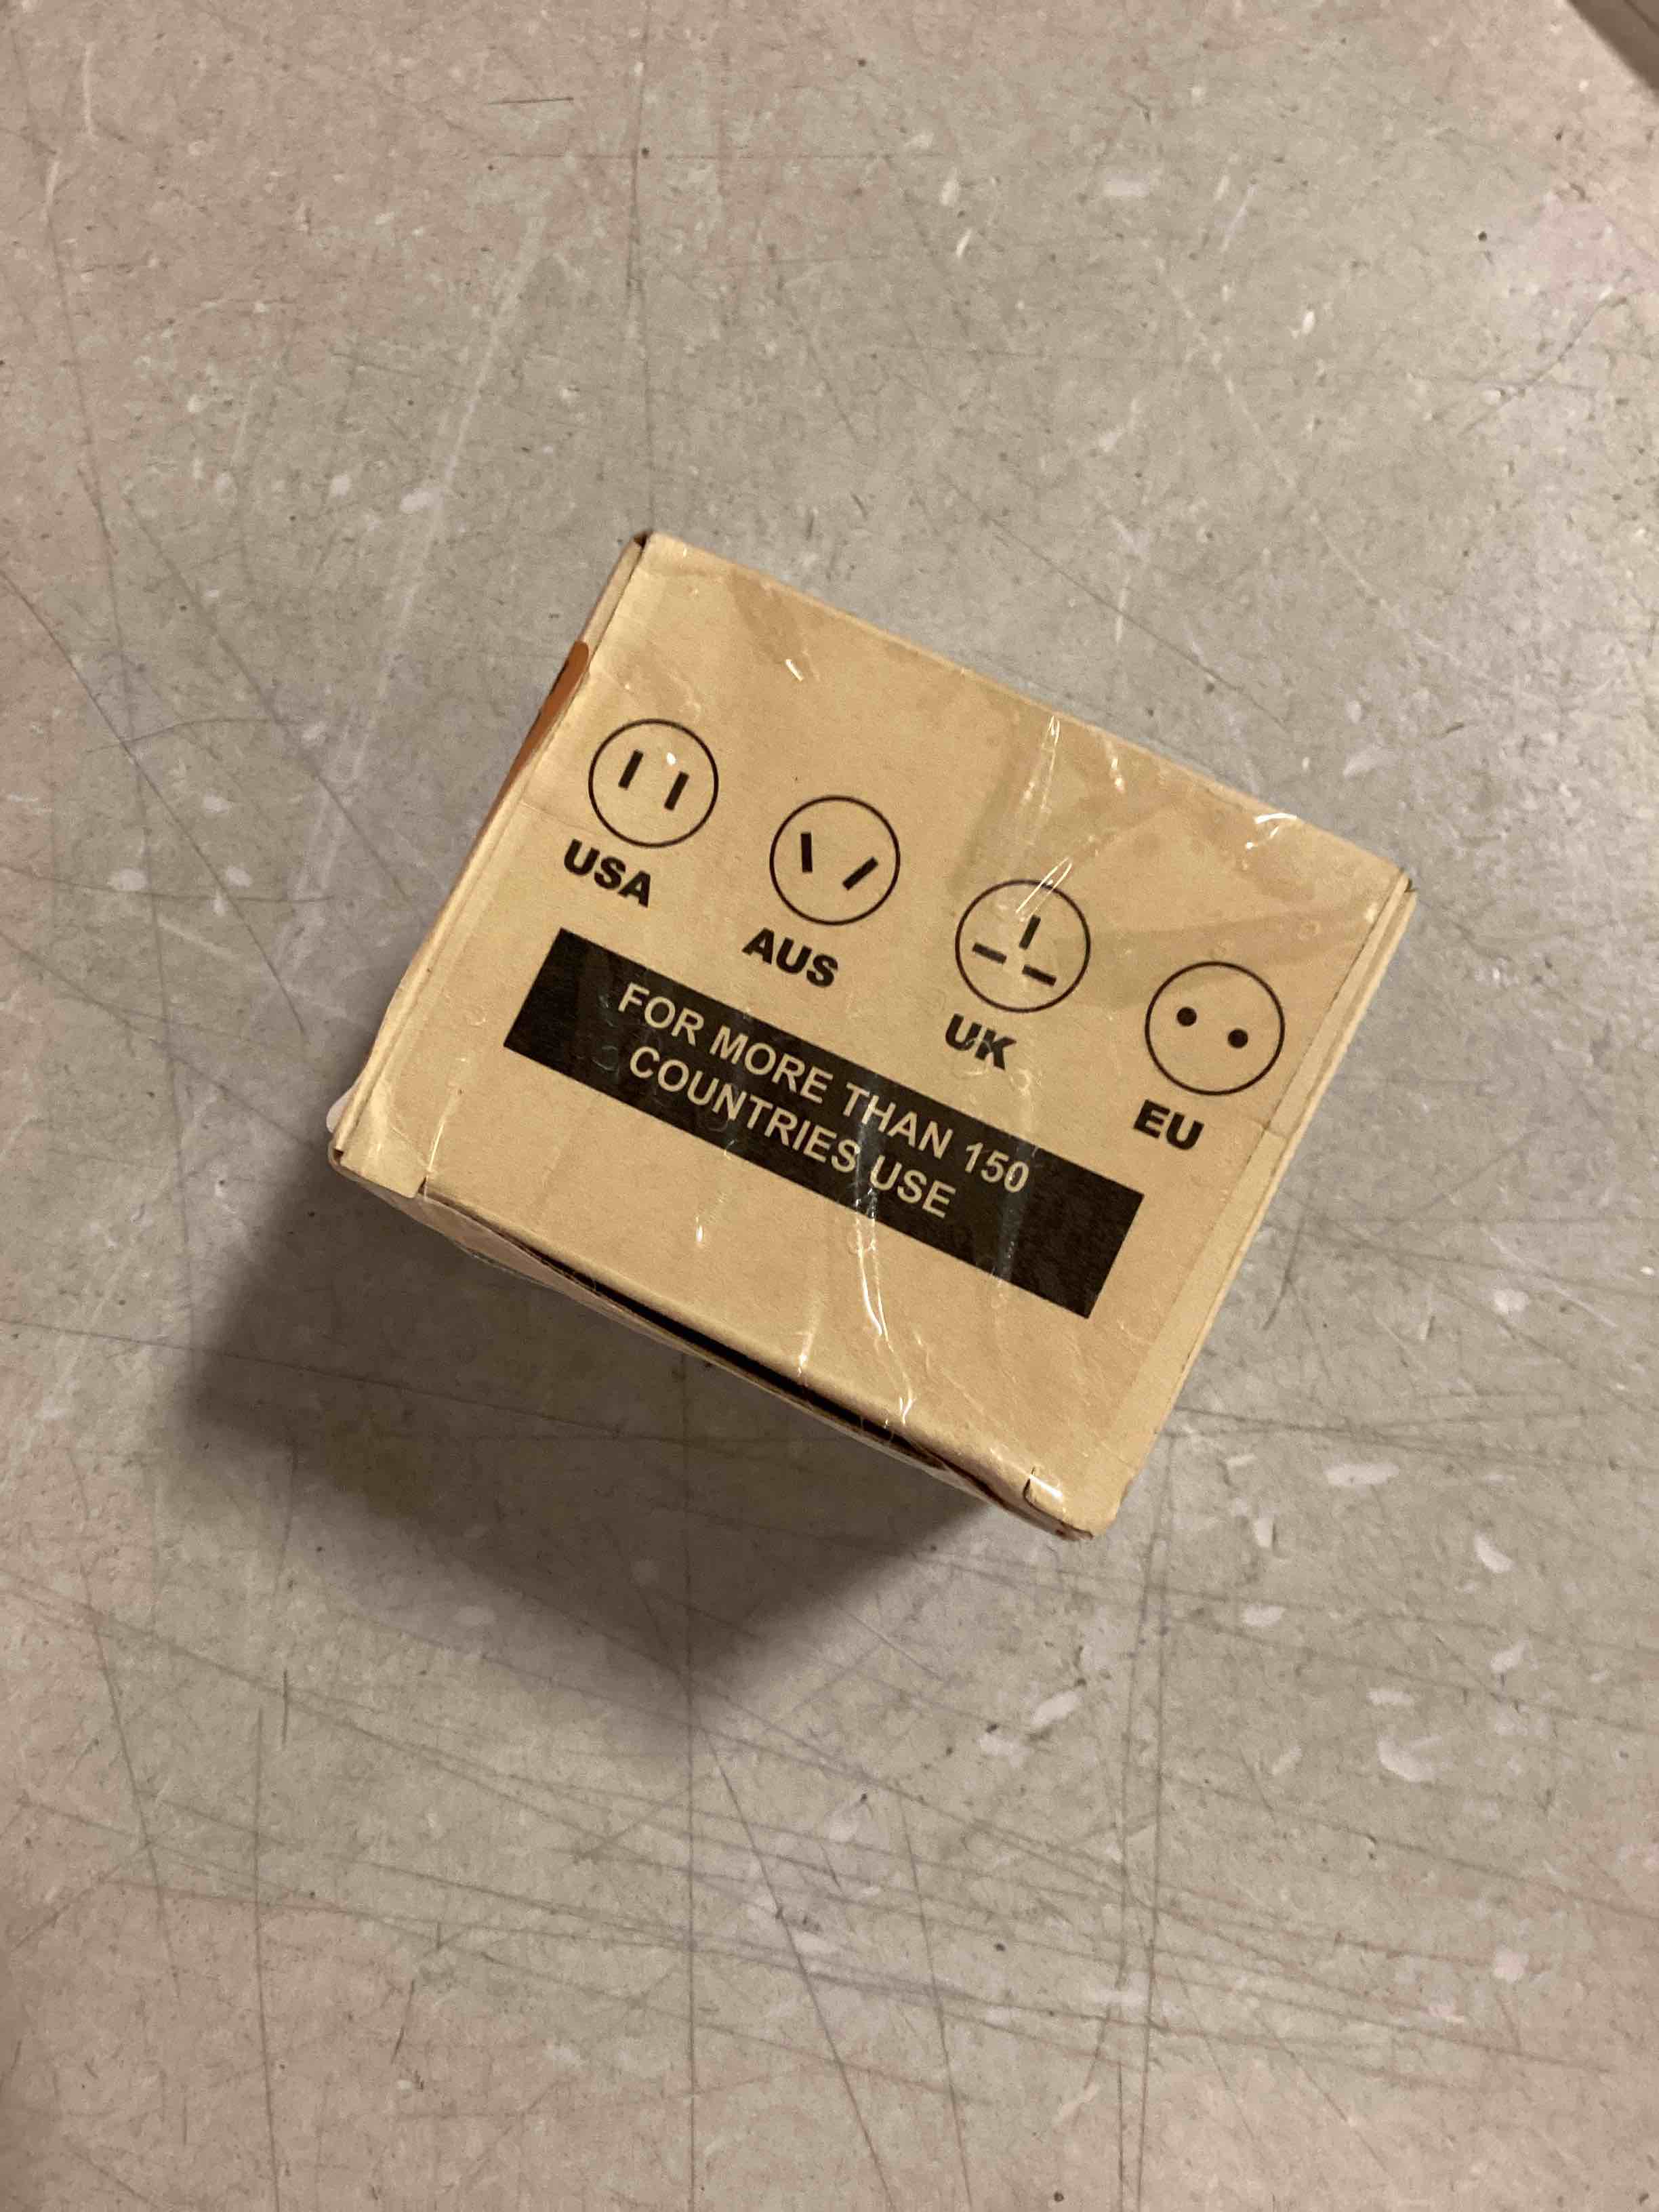 USA AUS UK EU
FOR MORE THAN 150
COUNTRIES USE